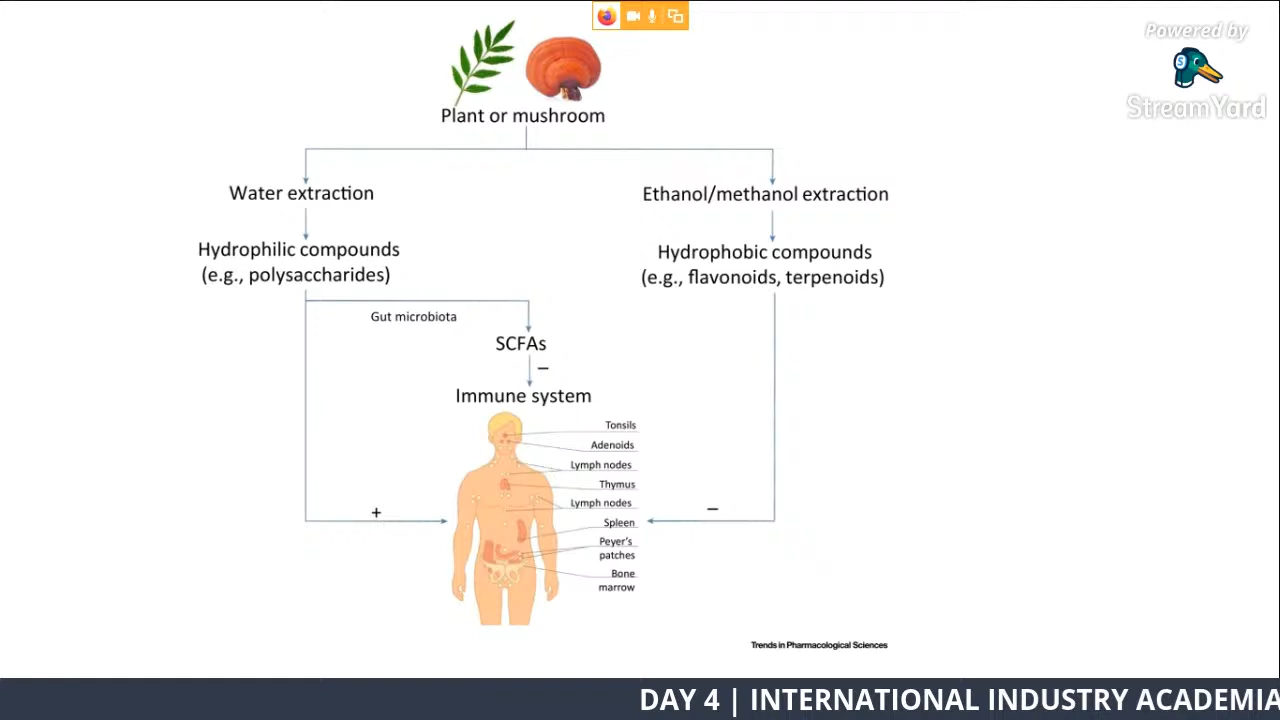 Powered by
StreamYard
Plant or mushroom
Water extraction
Ethanol/methanol extraction
Hydrophilic compounds
(e.g., polysaccharides)
Hydrophobic compounds
(e.g., flavonoids, terpenoids)
Gut microbiota
SCFAs
–
Immune system
Tonsils
Adenoids
Lymph nodes
Thymus
Lymph nodes
+
–
Spleen
Peyer's
patches
Bone
marrow
Trends in Pharmacological Sciences
DAY 4 | INTERNATIONAL INDUSTRY ACADEMIA